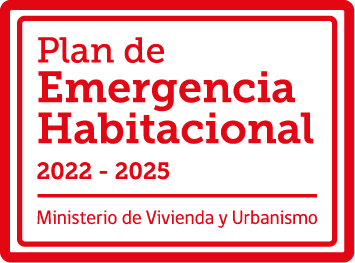 Plan de
Emergencia
Habitacional
2022 - 2025
Ministerio de Vivienda y Urbanismo